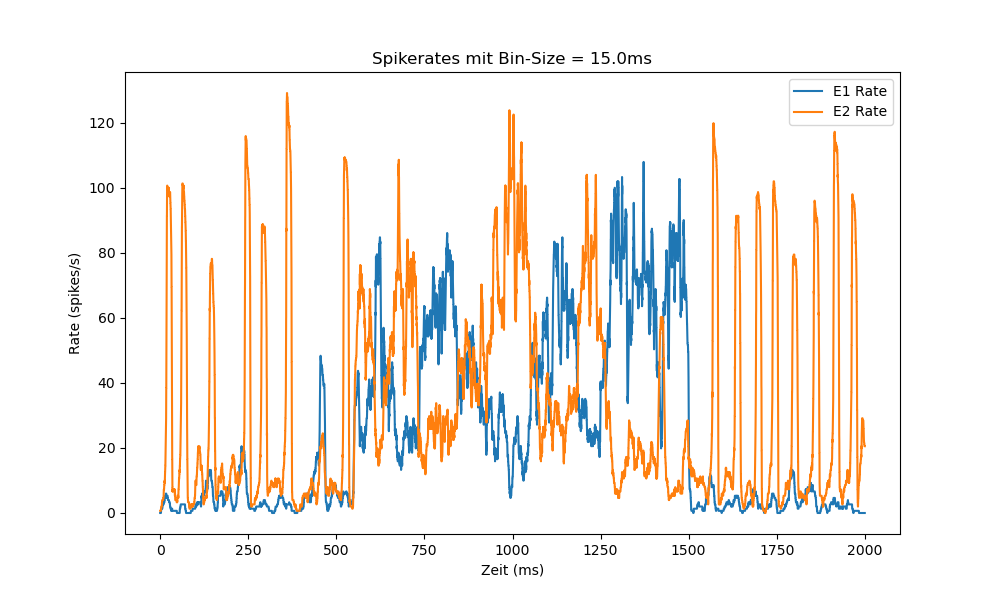 Spikerates mit Bin-Size = 15.0ms
E1 Rate
E2 Rate
120
100
80
60
40
20
0
Rate (spikes/s)
0 250 500 750 1000 1250 1500 1750 2000
Zeit (ms)